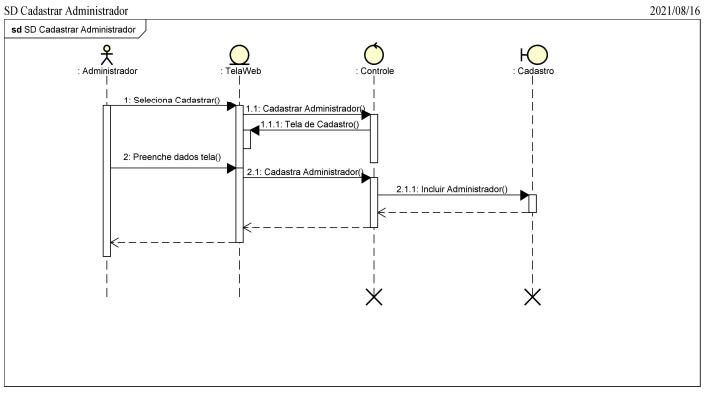 SD Cadastrar Administrador
2021/08/16
sd SD Cadastrar Administrador
: Administrador
: TelaWeb
: Controle
: Cadastro
1: Seleciona Cadastrar()
1.1: Cadastrar Administrador()
1.1.1: Tela de Cadastro()
2: Preenche dados tela()
2.1: Cadastra Administrador()
2.1.1: Incluir Administrador()